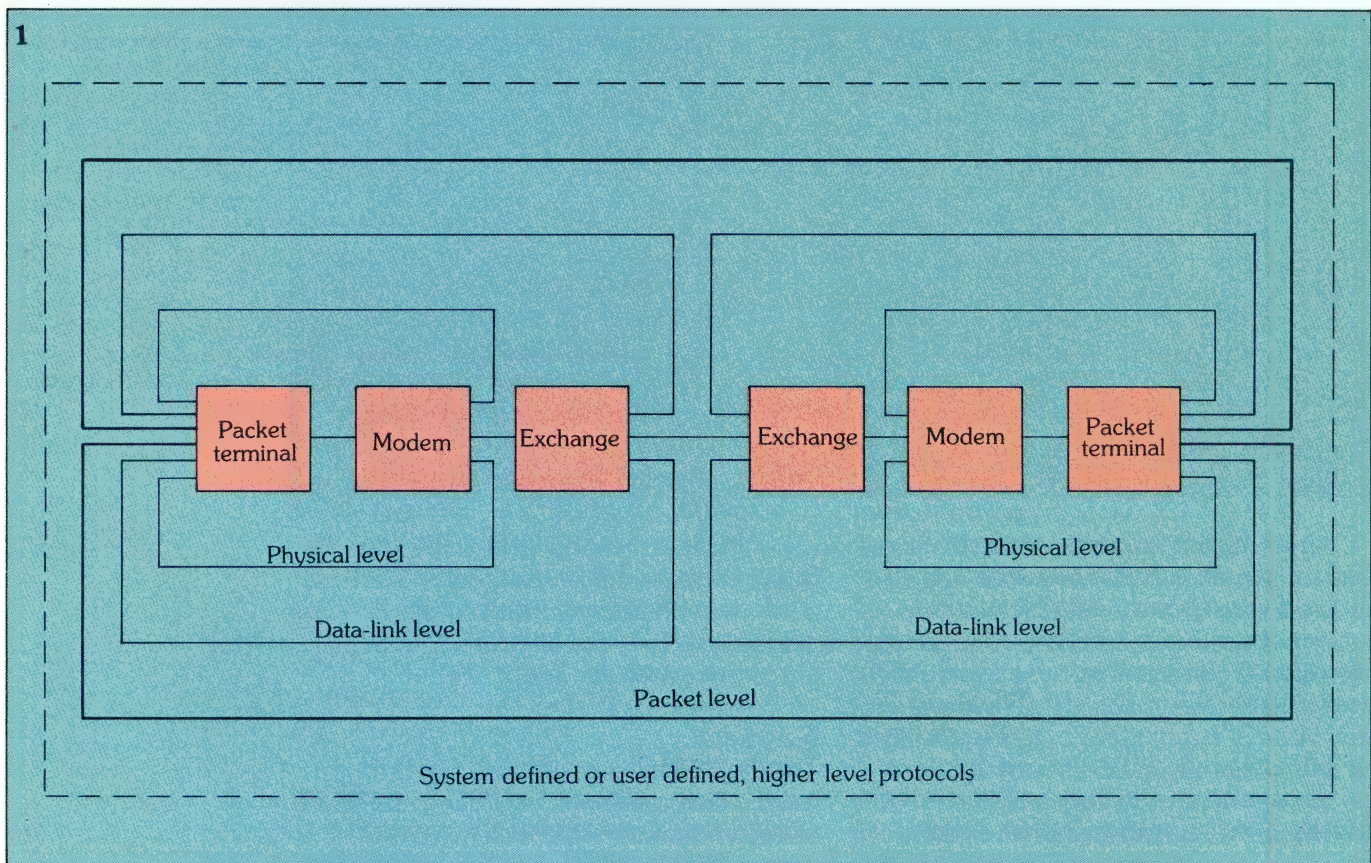 1
Packet
terminal
Modem
Exchange
Exchange
Modem
Packet
terminal
Physical level
Physical level
Data-link level
Data-link level
Packet level
System defined or user defined, higher level protocols